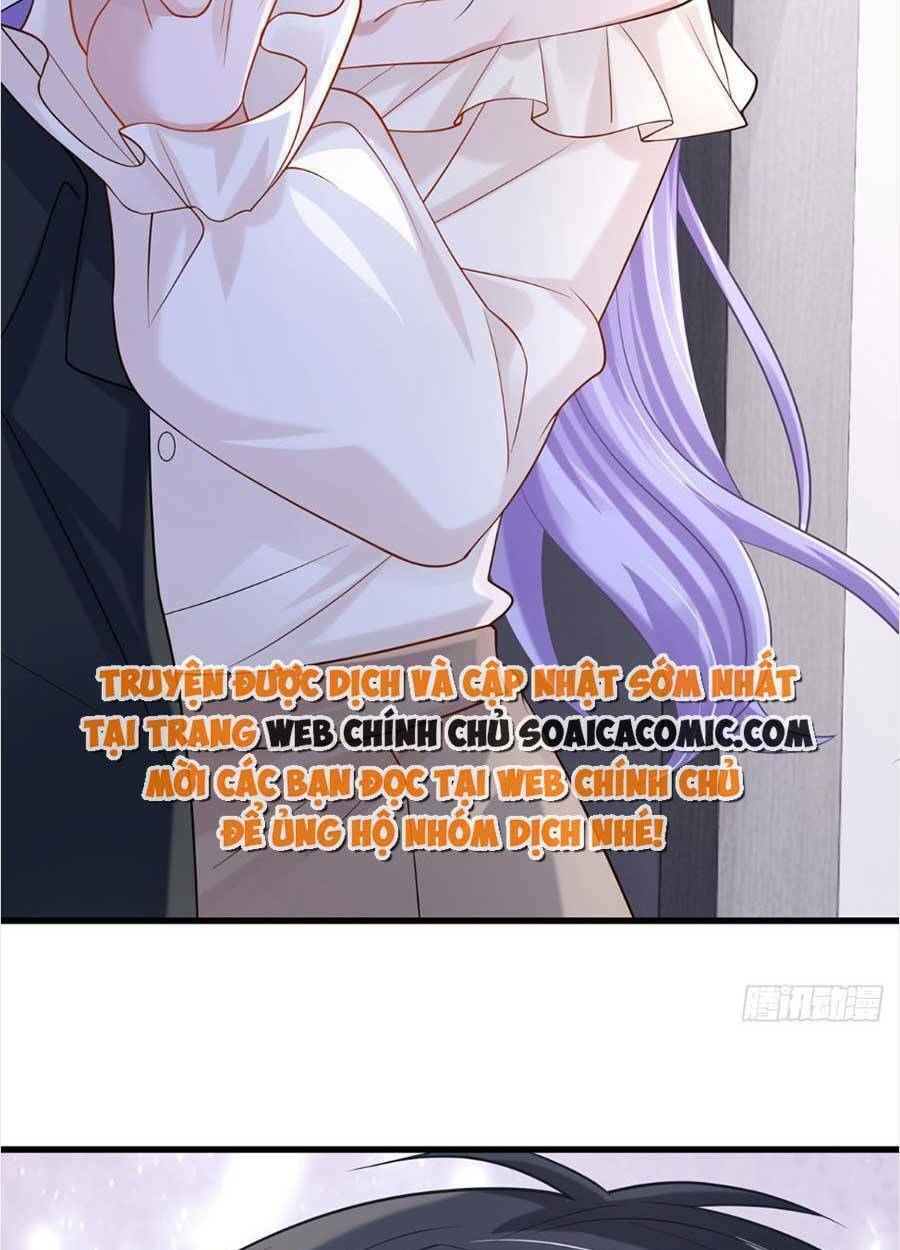 TRUYỆN ĐƯỢC DỊCH VÀ CẬP NHẬT SỚM NHẤT
TẠI TRANG WEB CHÍNH CHỦ SOAICACOMIC.COM
MỜI CÁC BẠN ĐỌC TẠI WEB CHÍNH CHỦ
ĐỂ ỦNG HỘ NHÓM DỊCH NHÉ!
腾讯动漫